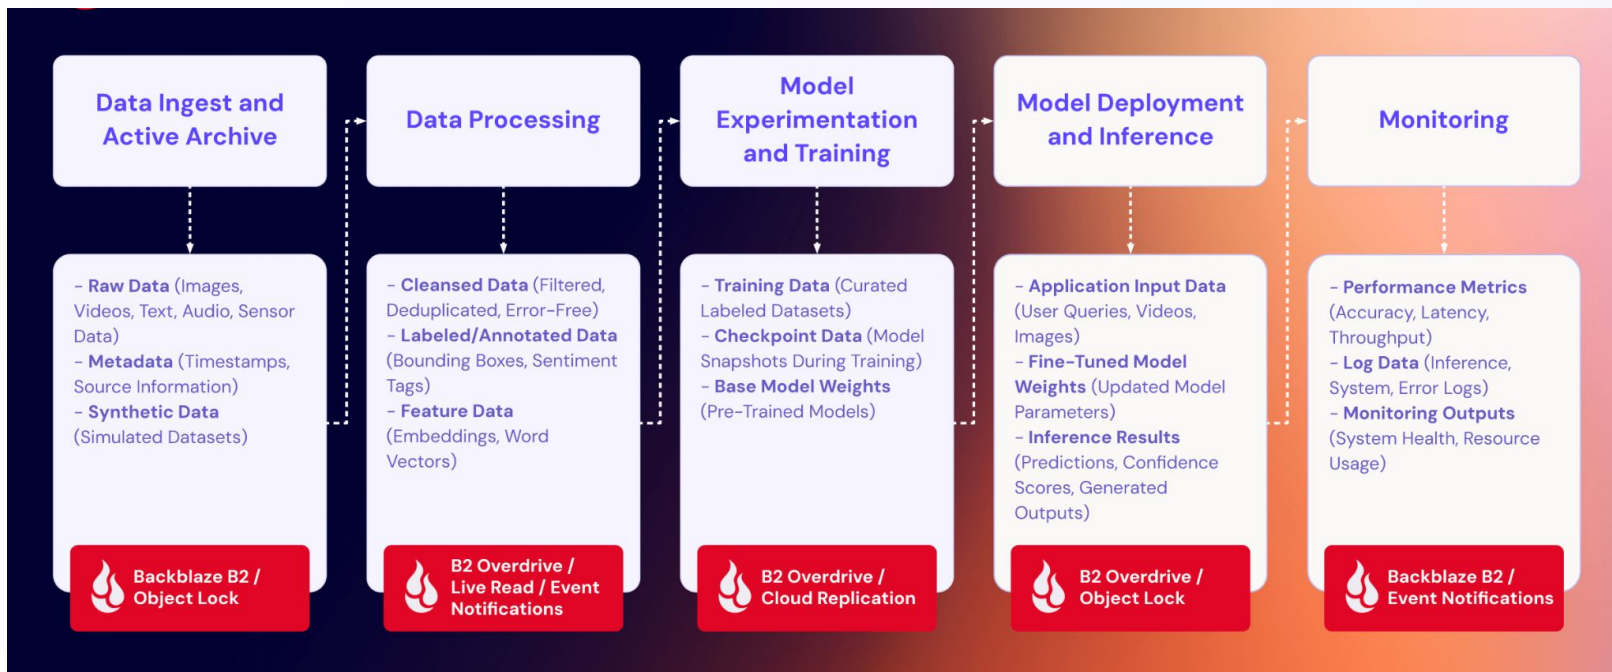 Data Ingest and
Active Archive
- Raw Data (Images,
Videos, Text, Audio, Sensor
Data)
- Metadata (Timestamps,
Source Information)
- Synthetic Data
(Simulated Datasets)
Backblaze B2 /
Object Lock
Data Processing
- Cleansed Data (Filtered,
Deduplicated, Error-Free)
- Labeled/Annotated Data
(Bounding Boxes, Sentiment
Tags)
- Feature Data
(Embeddings, Word
Vectors)
B2 Overdrive /
Live Read / Event
Notifications
Model
Experimentation
and Training
- Training Data (Curated
Labeled Datasets)
- Checkpoint Data (Model
Snapshots During Training)
- Base Model Weights
(Pre-Trained Models)
B2 Overdrive /
Cloud Replication
Model Deployment
and Inference
- Application Input Data
(User Queries, Videos,
Images)
- Fine-Tuned Model
Weights (Updated Model
Parameters)
- Inference Results
(Predictions, Confidence
Scores, Generated
Outputs)
B2 Overdrive /
Object Lock
Monitoring
- Performance Metrics
(Accuracy, Latency,
Throughput)
- Log Data (Inference,
System, Error Logs)
- Monitoring Outputs
(System Health, Resource
Usage)
Backblaze B2 /
Event Notifications